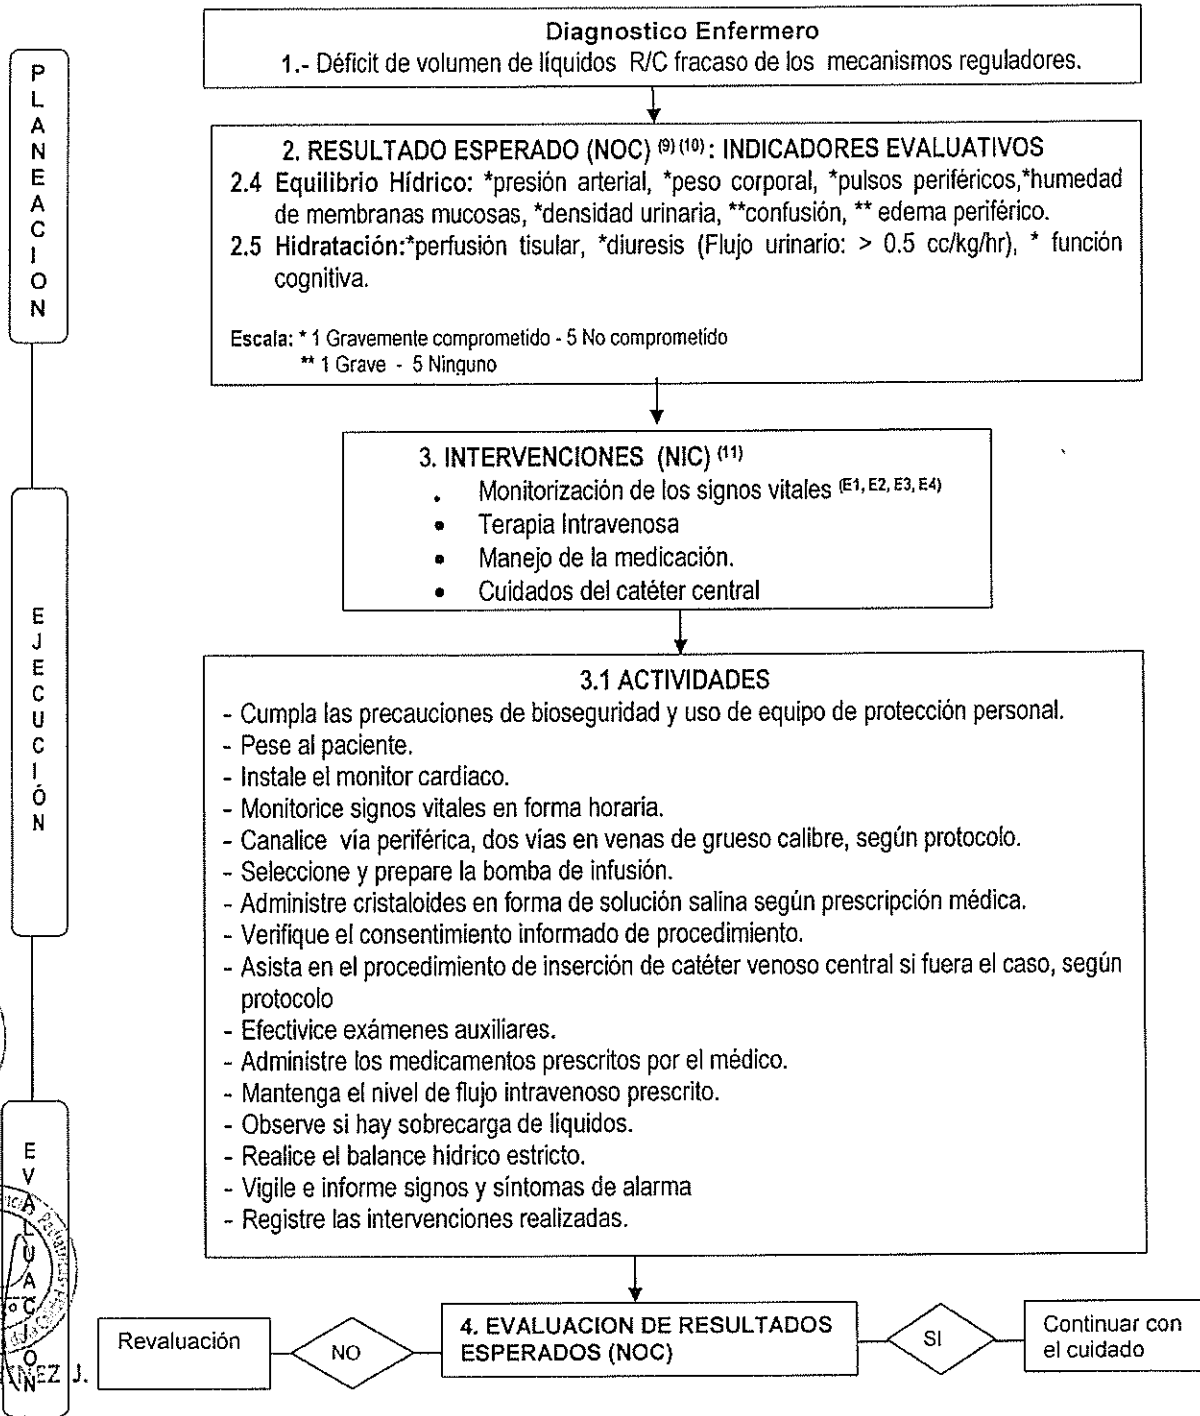 PLANEACION
Diagnostico Enfermero
1.- Déficit de volumen de líquidos R/C fracaso de los mecanismos reguladores.
2. RESULTADO ESPERADO (NOC) (9) (10) : INDICADORES EVALUATIVOS
2.4 Equilibrio Hídrico: *presión arterial, *peso corporal, *pulsos periféricos,*humedad
de membranas mucosas, *densidad urinaria, **confusión, ** edema periférico.
2.5 Hidratación:*perfusión tisular, *diuresis (Flujo urinario: > 0.5 cc/kg/hr), * función
cognitiva.
Escala: * 1 Gravemente comprometido - 5 No comprometido
** 1 Grave - 5 Ninguno
EJECUCIÓN
3. INTERVENCIONES (NIC) (11)
• Monitorización de los signos vitales (E1, E2, E3, E4)
• Terapia Intravenosa
• Manejo de la medicación.
• Cuidados del catéter central
3.1 ACTIVIDADES
- Cumpla las precauciones de bioseguridad y uso de equipo de protección personal.
- Pese al paciente.
- Instale el monitor cardiaco.
- Monitorice signos vitales en forma horaria.
- Canalice vía periférica, dos vías en venas de grueso calibre, según protocolo.
- Seleccione y prepare la bomba de infusión.
- Administre cristaloides en forma de solución salina según prescripción médica.
- Verifique el consentimiento informado de procedimiento.
- Asista en el procedimiento de inserción de catéter venoso central si fuera el caso, según
protocolo
- Efectivice exámenes auxiliares.
- Administre los medicamentos prescritos por el médico.
- Mantenga el nivel de flujo intravenoso prescrito.
- Observe si hay sobrecarga de líquidos.
- Realice el balance hídrico estricto.
- Vigile e informe signos y síntomas de alarma
- Registre las intervenciones realizadas.
EVALUACION
Revaluación
NO
4. EVALUACION DE RESULTADOS
ESPERADOS (NOC)
SI
Continuar con
el cuidado
J.